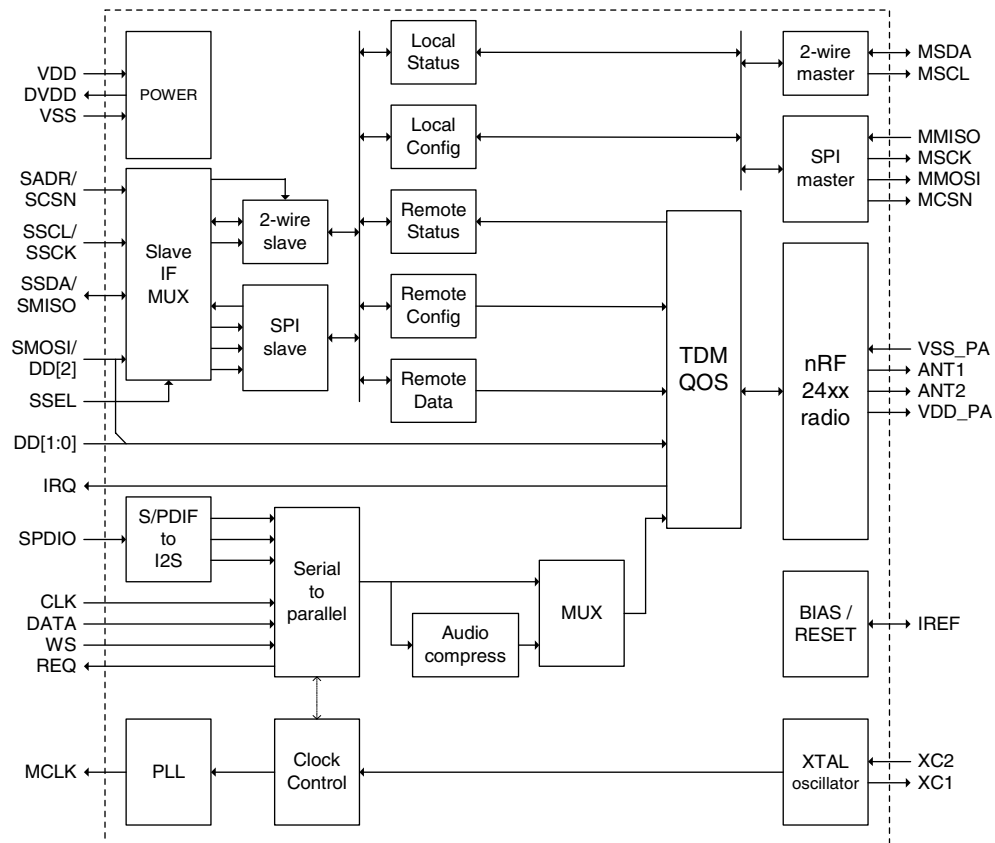 VDD
DVDD
VSS
POWER
Local
Status
2-wire
master
MSDA
MSCL
Local
Config
SPI
master
MMISO
MSCK
MMOSI
MCSN
SADR/
SCSN
SSCL/
SSCK
SSDA/
SMISO
SMOSI/
DD[2]
SSEL
DD[1:0]
IRQ
Slave
IF
MUX
2-wire
slave
SPI
slave
Remote
Status
Remote
Config
Remote
Data
TDM
QOS
nRF
24xx
radio
VSS_PA
ANT1
ANT2
VDD_PA
SPDIO
S/PDIF
to
I2S
CLK
DATA
WS
REQ
Serial
to
parallel
Audio
compress
MUX
BIAS /
RESET
IREF
MCLK
PLL
Clock
Control
XTAL
oscillator
XC2
XC1